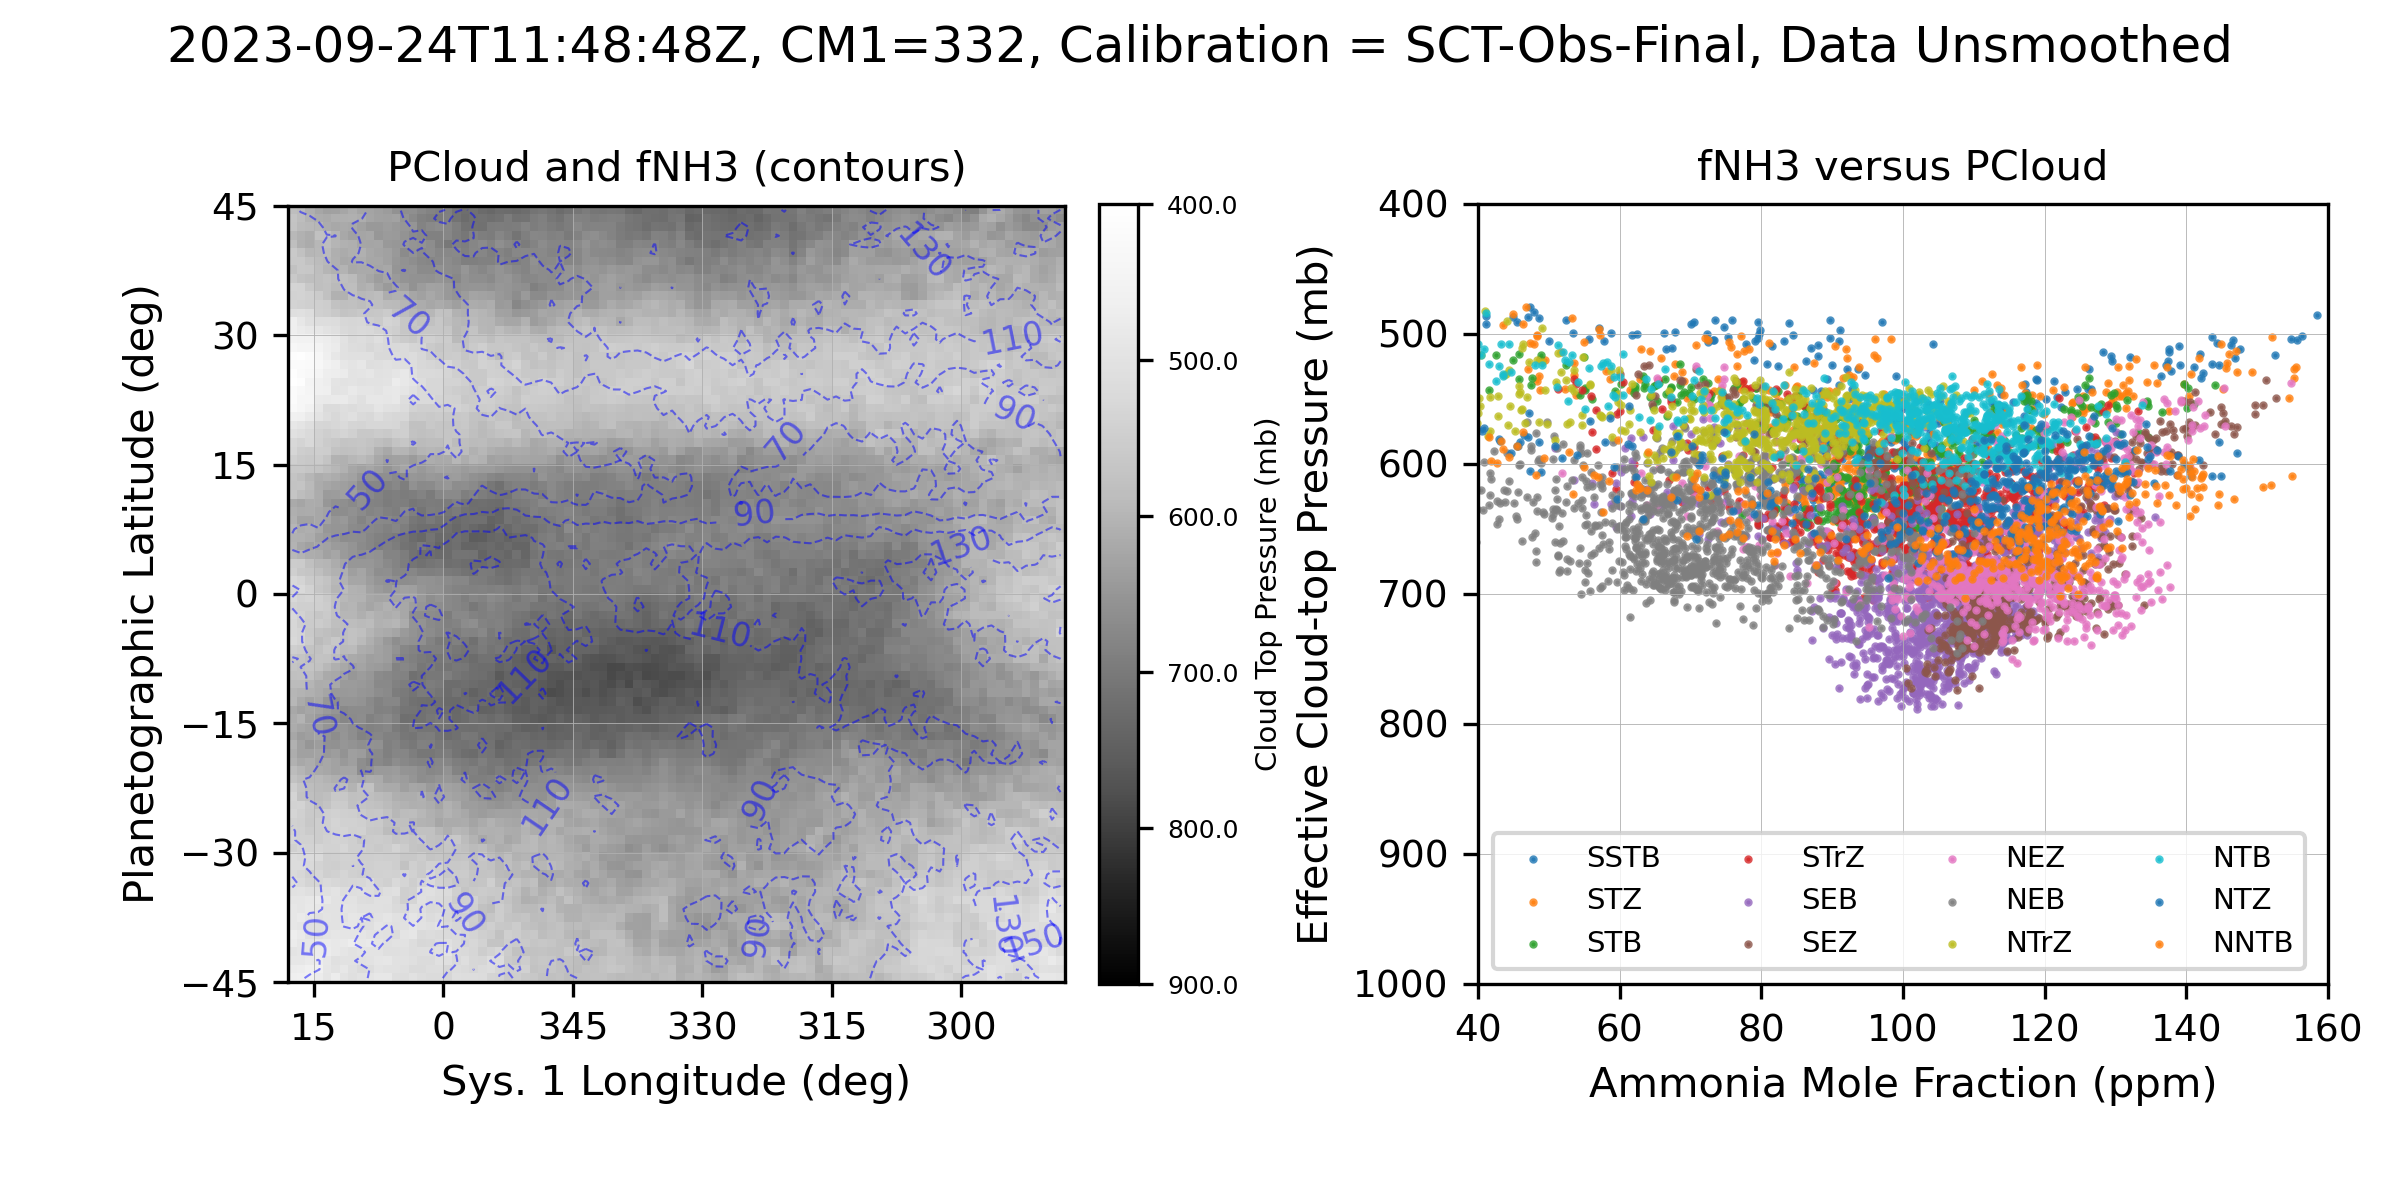 2023-09-24T11:48:48Z, CM1=332, Calibration = SCT-Obs-Final, Data Unsmoothed
PCloud and fNH3 (contours)
45
30
15
0
−15
−30
−45
Planetographic Latitude (deg)
15
0
345
330
315
300
Sys. 1 Longitude (deg)
130
70
110
90
70
50
90
130
110
110
70
110
90
90
90
50
130
150
400.0
500.0
600.0
700.0
800.0
900.0
Cloud Top Pressure (mb)
fNH3 versus PCloud
400
500
600
700
800
900
1000
Effective Cloud-top Pressure (mb)
SSTB
STZ
STB
STrZ
SEB
SEZ
NEZ
NEB
NTrZ
NTB
NTZ
NNTB
40
60
80
100
120
140
160
Ammonia Mole Fraction (ppm)